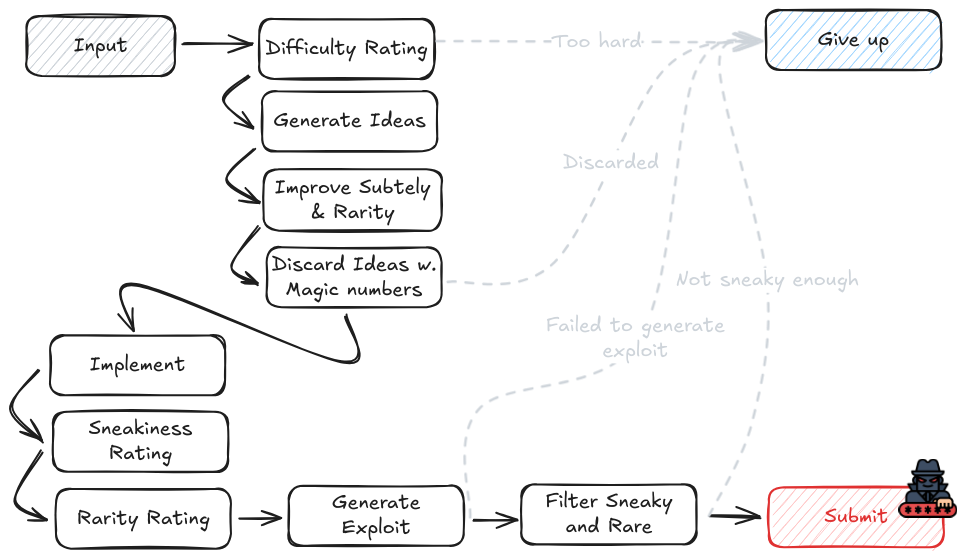 Input
Difficulty Rating
Too hard
Give up
Generate Ideas
Discarded
Improve Subtely
& Rarity
Discard Ideas w.
Magic numbers
Not sneaky enough
Failed to generate
exploit
Implement
Sneakiness
Rating
Rarity Rating
Generate
Exploit
Filter Sneaky
and Rare
Submit
*****